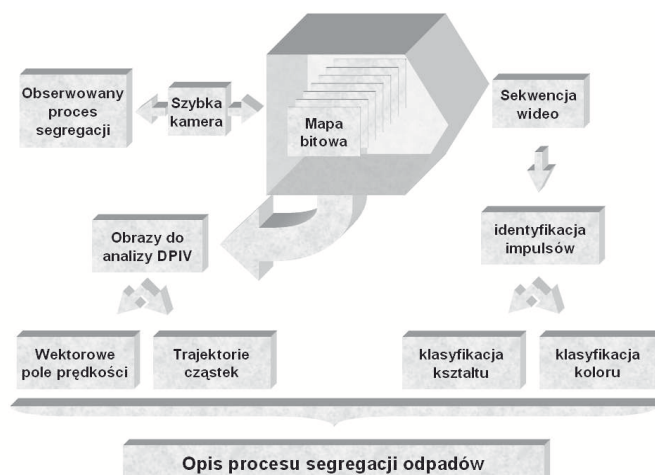 Obserwowany
proces
segregacji
Szybka
kamera
Mapa
bitowa
Sekwencja
wideo
Obrazy do
analizy DPIV
identyfikacja
impulsów
Wektorowe
pole prędkości
Trajektorie
cząstek
klasyfikacja
kształtu
klasyfikacja
koloru
Opis procesu segregacji odpadów